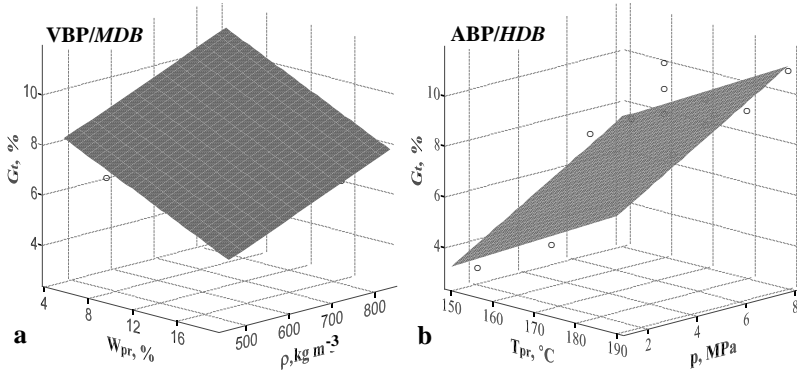 VBP/MDB
10
8
6
4
Gt, %
4
8
12
16
Wpr, %
500
600
700
800
ρ,kg m-3
a
ABP/HDB
10
8
6
4
Gt, %
150
160
170
180
190
Tpr, °C
2
4
6
8
p, MPa
b